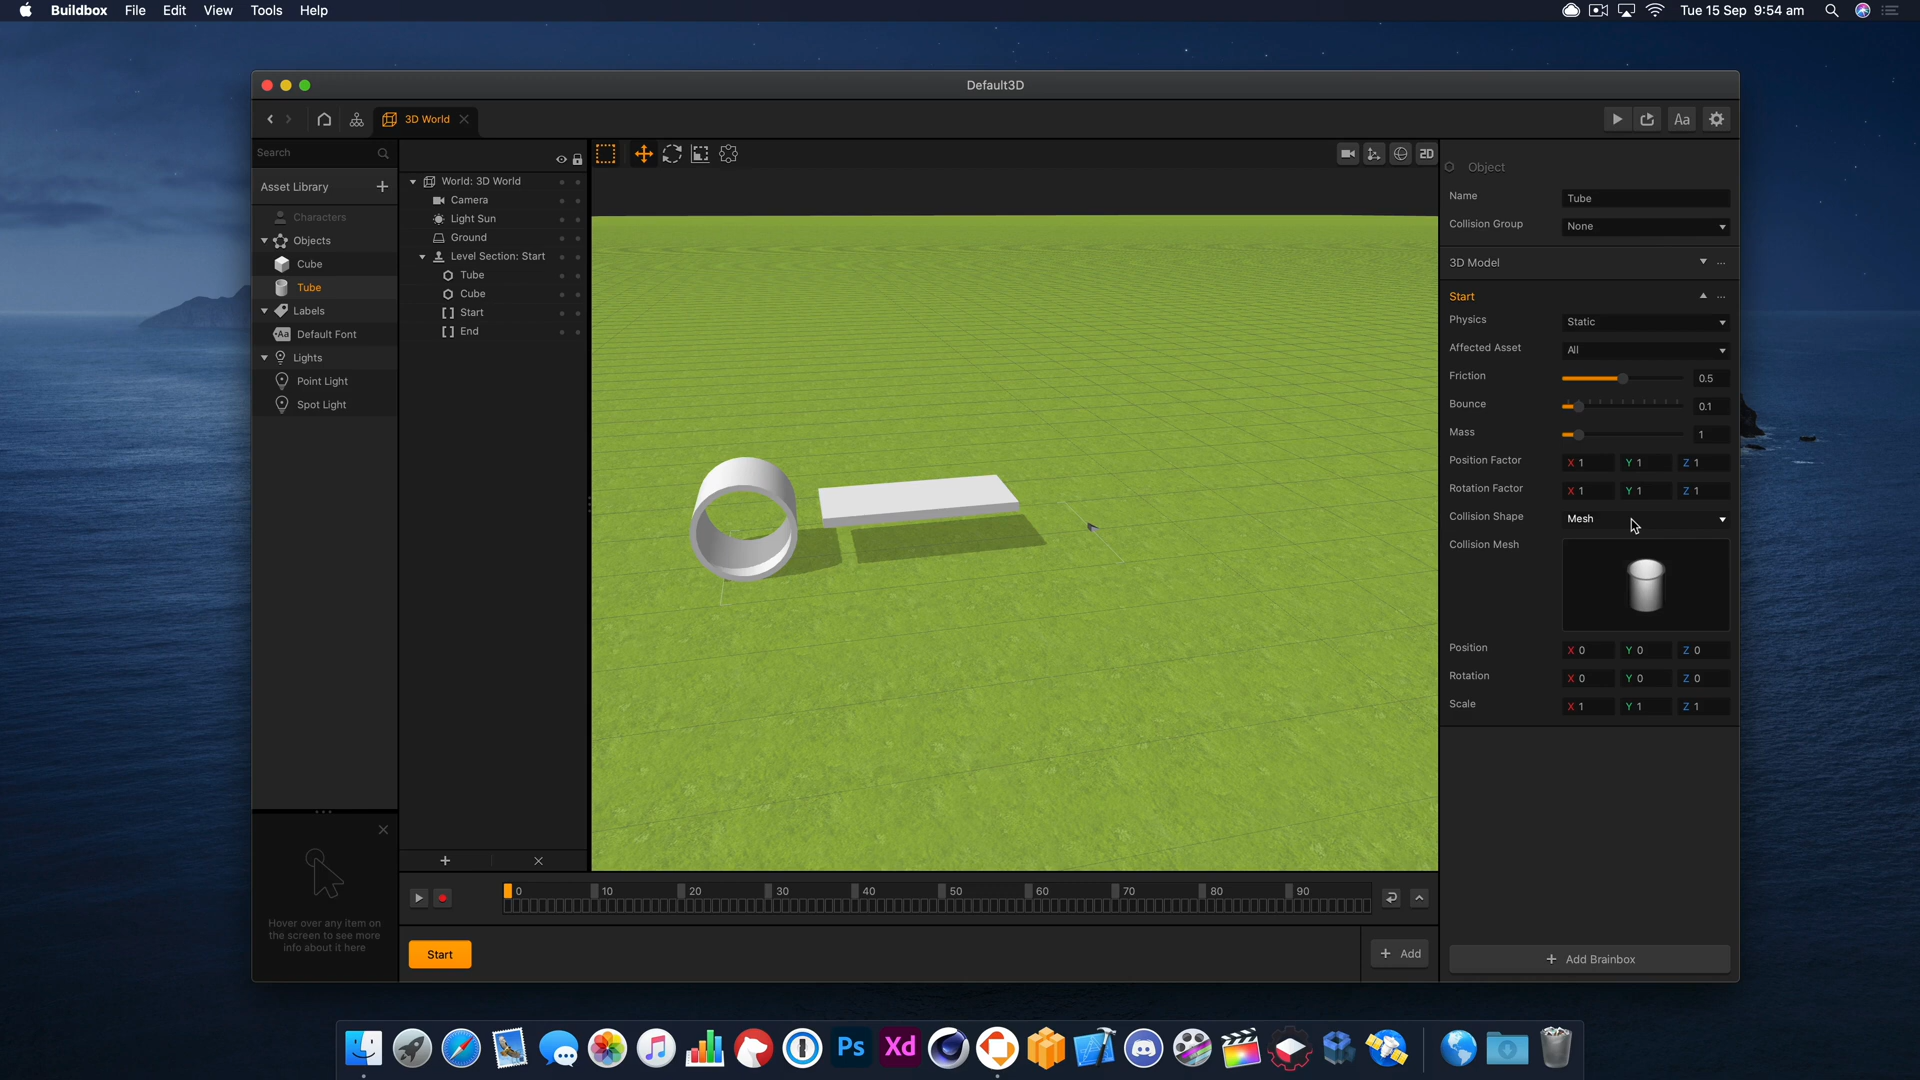 Buildbox File Edit View Tools Help
Tue 15 Sep 9:54 am
Default3D
3D World
Aa
Search
Asset Library
Characters
Objects
Cube
Tube
Labels
Aa Default Font
Lights
Point Light
Spot Light
Hover over any item on
the screen to see more
info about it here
World: 3D World
Camera
Light Sun
Ground
Level Section: Start
Tube
Cube
Start
End
2D
0 10 20 30 40 50 60 70 80 90
Start
+ Add
Object
Name Tube
Collision Group None
3D Model
Start
Physics Static
Affected Asset All
Friction 0.5
Bounce 0.1
Mass 1
Position Factor X 1 Y 1 Z 1
Rotation Factor X 1 Y 1 Z 1
Collision Shape Mesh
Collision Mesh
Position X 0 Y 0 Z 0
Rotation X 0 Y 0 Z 0
Scale X 1 Y 1 Z 1
+ Add Brainbox
Ps Xd